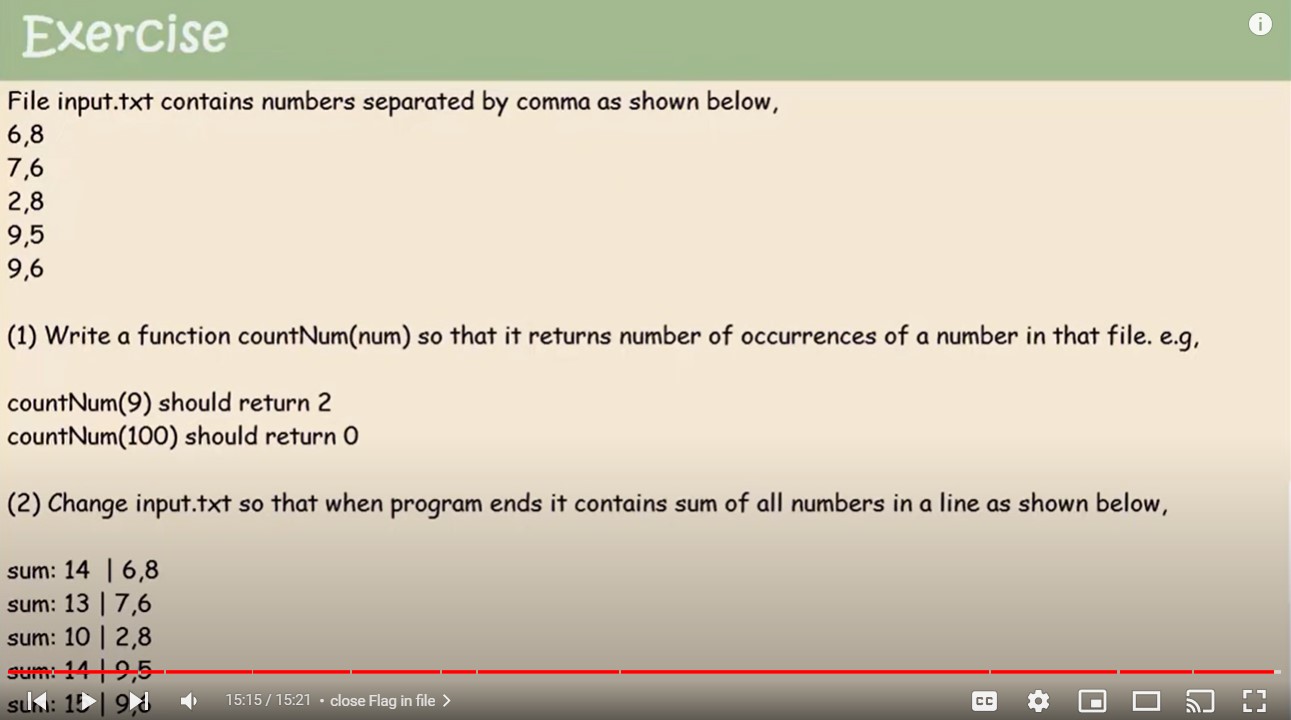 Exercise
File input.txt contains numbers separated by comma as shown below,
6,8
7,6
2,8
9,5
9,6
(1) Write a function countNum(num) so that it returns number of occurrences of a number in that file. e.g,
countNum(9) should return 2
countNum(100) should return 0
(2) Change input.txt so that when program ends it contains sum of all numbers in a line as shown below,
sum: 14 | 6,8
sum: 13 | 7,6
sum: 10 | 2,8
sum: 14 | 9,5
sum: 15 | 9,6
15:15 / 15:21 • close Flag in file
CC